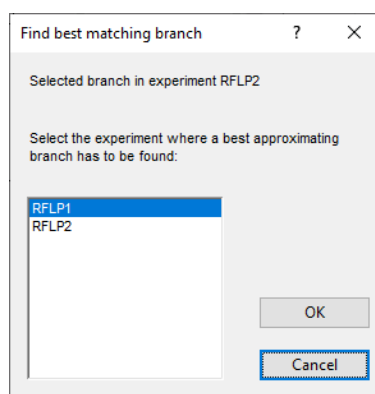 Find best matching branch ? ×
Selected branch in experiment RFLP2
Select the experiment where a best approximating
branch has to be found:
RFLP1
RFLP2
OK
Cancel